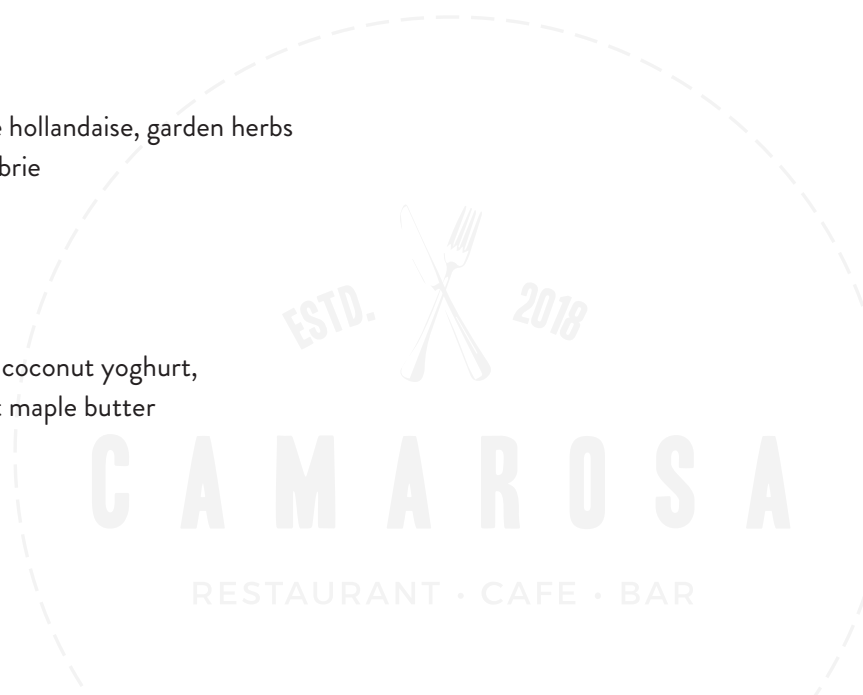 hollandaise, garden herbs
brie
ESTD. 2018
coconut yoghurt,
maple butter
CAMAROSA
RESTAURANT · CAFE · BAR